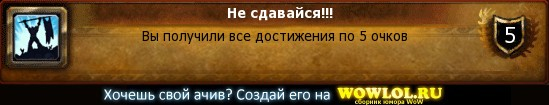 Не сдавайся!!!
Вы получили все достижения по 5 очков
5
Хочешь свой ачив? Создай его на WOWLOL.RU
сборник юмора WoW